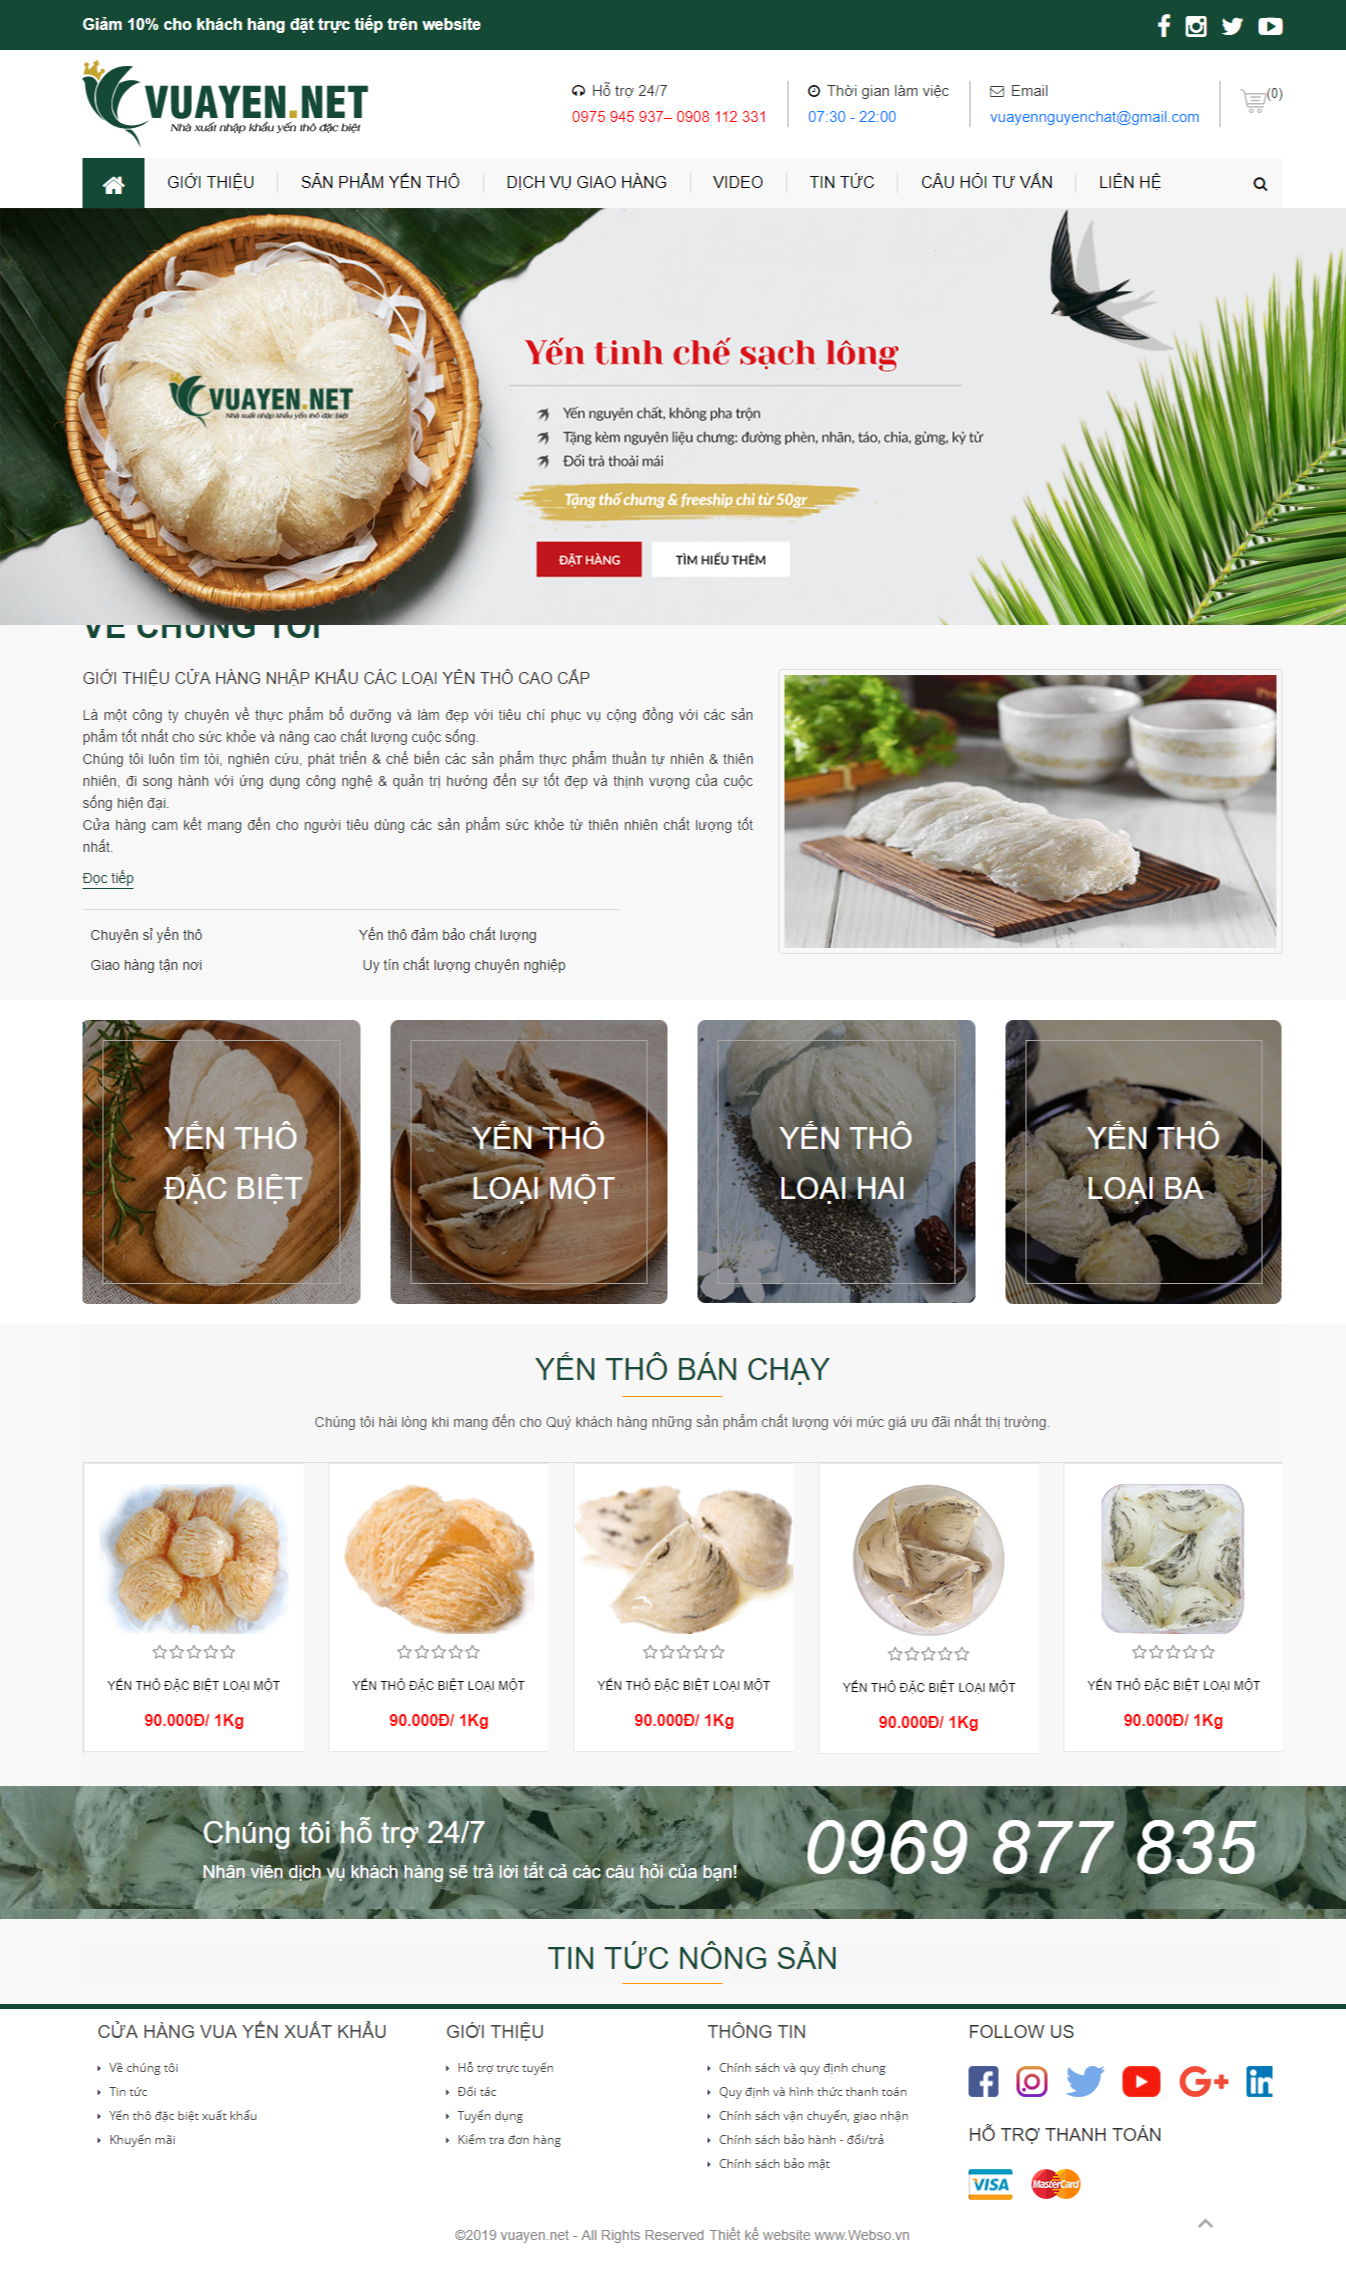 Giảm 10% cho khách hàng đặt trực tiếp trên website
VUAYEN.NET
Nhà xuất nhập khẩu yến thô đặc biệt
Hỗ trợ 24/7
0975 945 937– 0908 112 331
Thời gian làm việc
07:30 - 22:00
Email
vuayennguyenchat@gmail.com
(0)
GIỚI THIỆU
SẢN PHẨM YẾN THÔ
DỊCH VỤ GIAO HÀNG
VIDEO
TIN TỨC
CÂU HỎI TƯ VẤN
LIÊN HỆ
VUAYEN.NET
Nhà xuất nhập khẩu yến thô đặc biệt
Yến tinh chế sạch lông
Yến nguyên chất, không pha trộn
Tặng kèm nguyên liệu chưng: đường phèn, nhãn, táo, chia, gừng, kỷ tử
Đổi trả thoải mái
Tặng thố chưng & freeship chỉ từ 50gr
ĐẶT HÀNG
TÌM HIỂU THÊM
VỀ CHÚNG TÔI
GIỚI THIỆU CỬA HÀNG NHẬP KHẨU CÁC LOẠI YẾN THÔ CAO CẤP
Là một công ty chuyên về thực phẩm bổ dưỡng và làm đẹp với tiêu chí phục vụ cộng đồng với các sản
phẩm tốt nhất cho sức khỏe và nâng cao chất lượng cuộc sống.
Chúng tôi luôn tìm tòi, nghiên cứu, phát triển & chế biến các sản phẩm thực phẩm thuần tự nhiên & thiên
nhiên, đi song hành với ứng dụng công nghệ & quản trị hướng đến sự tốt đẹp và thịnh vượng của cuộc
sống hiện đại.
Cửa hàng cam kết mang đến cho người tiêu dùng các sản phẩm sức khỏe từ thiên nhiên chất lượng tốt
nhất.
Đọc tiếp
Chuyên sỉ yến thô
Yến thô đảm bảo chất lượng
Giao hàng tận nơi
Uy tín chất lượng chuyên nghiệp
YẾN THÔ
ĐẶC BIỆT
YẾN THÔ
LOẠI MỘT
YẾN THÔ
LOẠI HAI
YẾN THÔ
LOẠI BA
YẾN THÔ BÁN CHẠY
Chúng tôi hài lòng khi mang đến cho Quý khách hàng những sản phẩm chất lượng với mức giá ưu đãi nhất thị trường.
YẾN THÔ ĐẶC BIỆT LOẠI MỘT
90.000Đ/ 1Kg
YẾN THÔ ĐẶC BIỆT LOẠI MỘT
90.000Đ/ 1Kg
YẾN THÔ ĐẶC BIỆT LOẠI MỘT
90.000Đ/ 1Kg
YẾN THÔ ĐẶC BIỆT LOẠI MỘT
90.000Đ/ 1Kg
YẾN THÔ ĐẶC BIỆT LOẠI MỘT
90.000Đ/ 1Kg
Chúng tôi hỗ trợ 24/7
Nhân viên dịch vụ khách hàng sẽ trả lời tất cả các câu hỏi của bạn!
0969 877 835
TIN TỨC NÔNG SẢN
CỬA HÀNG VUA YẾN XUẤT KHẨU
Về chúng tôi
Tin tức
Yến thô đặc biệt xuất khẩu
Khuyến mãi
GIỚI THIỆU
Hỗ trợ trực tuyến
Đối tác
Tuyển dụng
Kiểm tra đơn hàng
THÔNG TIN
Chính sách và quy định chung
Quy định và hình thức thanh toán
Chính sách vận chuyển, giao nhận
Chính sách bảo hành - đổi/trả
Chính sách bảo mật
FOLLOW US
HỖ TRỢ THANH TOÁN
VISA
MasterCard
©2019 vuayen.net - All Rights Reserved Thiết kế website www.Webso.vn